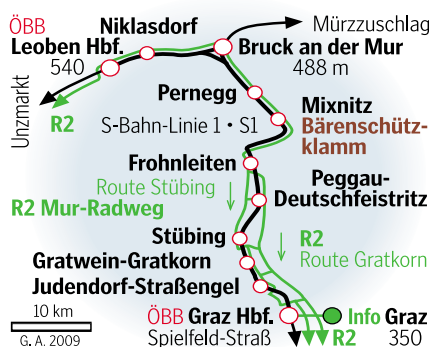 ÖBB
Niklasdorf
Mürzzuschlag
Leoben Hbf.
Bruck an der Mur
540
488 m
Unzmarkt
R2
Pernegg
Mixnitz
S-Bahn-Linie 1 • S1
Bärenschütz-
klamm
Frohnleiten
Route Stübing
Peggau-
Deutschfeistritz
R2 Mur-Radweg
Stübing
R2
Gratwein-Gratkorn
Route Gratkorn
Judendorf-Straßengel
10 km
ÖBB Graz Hbf.
Info Graz
G. A. 2009
Spielfeld-Straß
R2
350